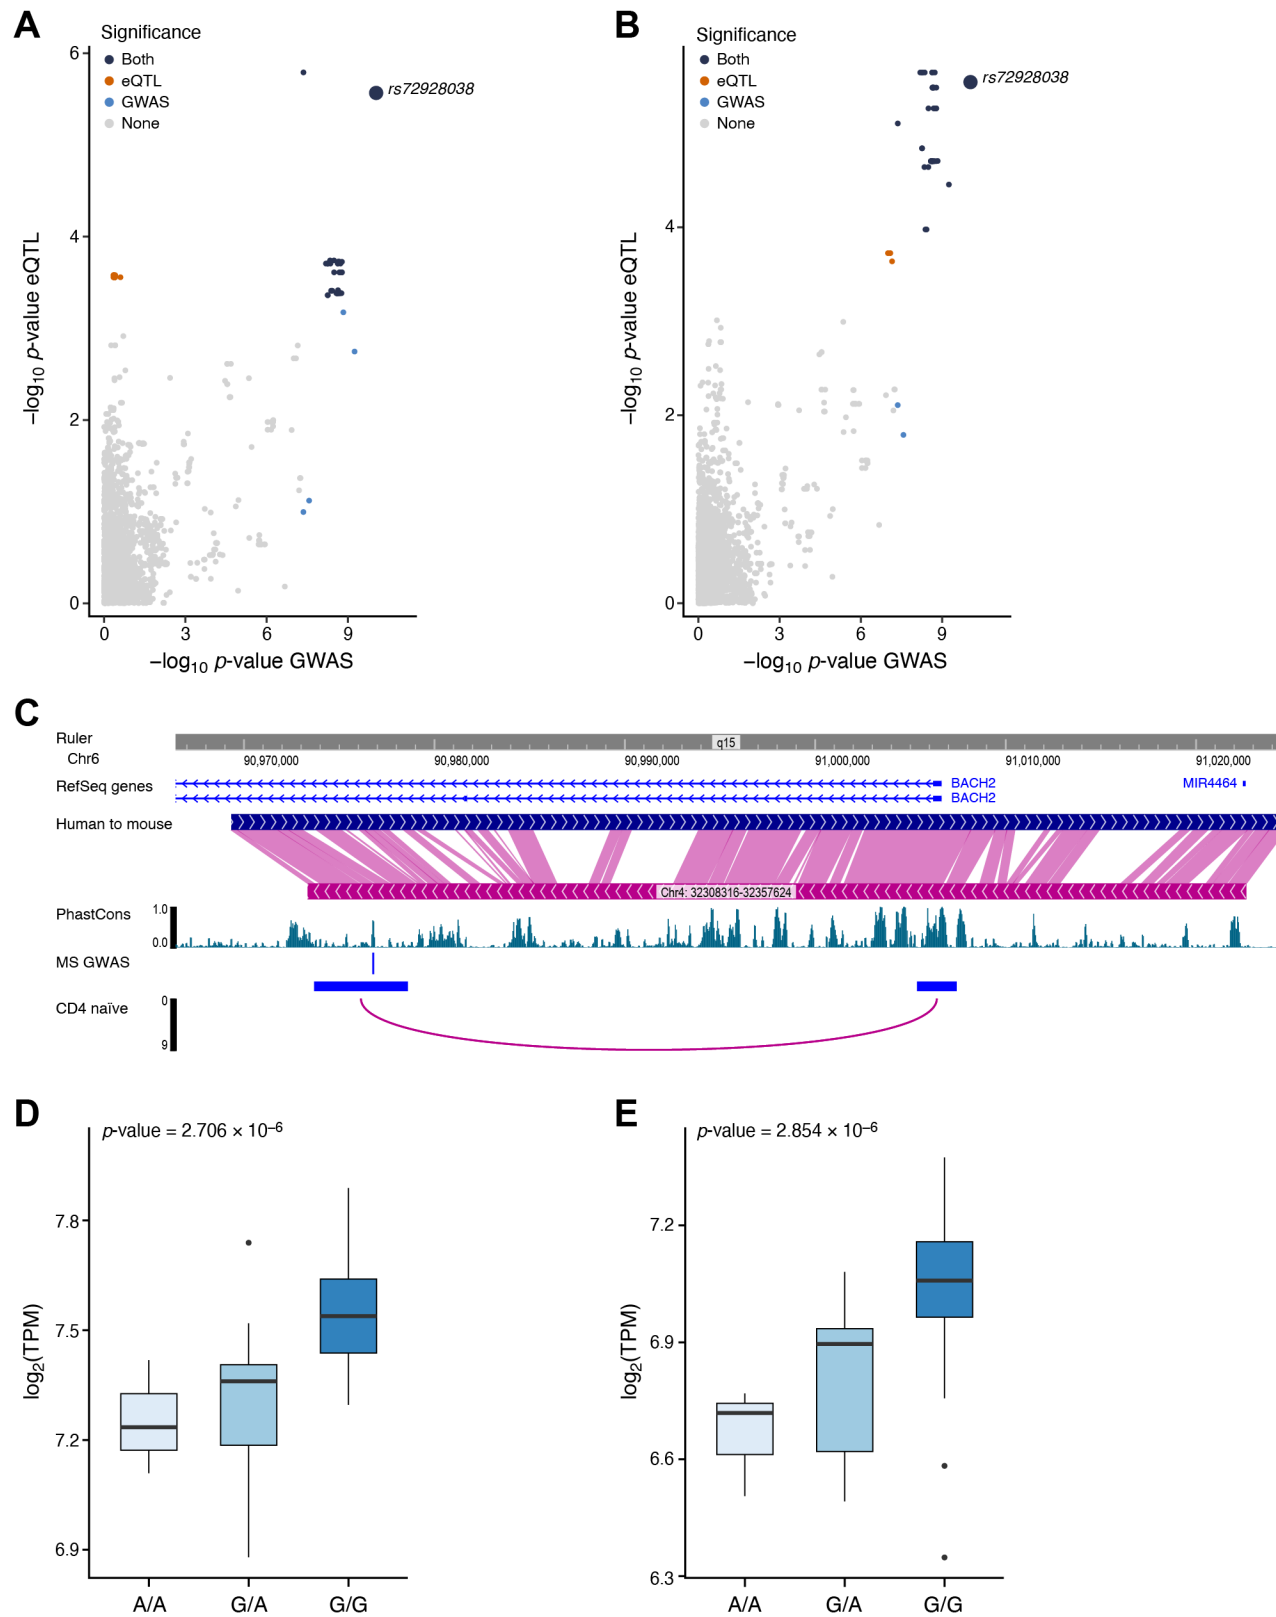 A
Significance
Both
eQTL
GWAS
None
rs72928038
6
4
2
0
−log10 p-value eQTL
0 3 6 9
−log10 p-value GWAS
B
Significance
Both
eQTL
GWAS
None
rs72928038
4
2
0
−log10 p-value eQTL
0 3 6 9
−log10 p-value GWAS
C
Ruler
q15
Chr6
90,970,000 90,980,000 90,990,000 91,000,000 91,010,000 91,020,000
RefSeq genes
BACH2
MIR4464
BACH2
Human to mouse
Chr4: 32308316-32357624
PhastCons
1.0
0.0
MS GWAS
CD4 naïve
0
9
D
p-value = 2.706 × 10−6
7.8
7.5
7.2
6.9
log2(TPM)
A/A G/A G/G
E
p-value = 2.854 × 10−6
7.2
6.9
6.6
6.3
log2(TPM)
A/A G/A G/G